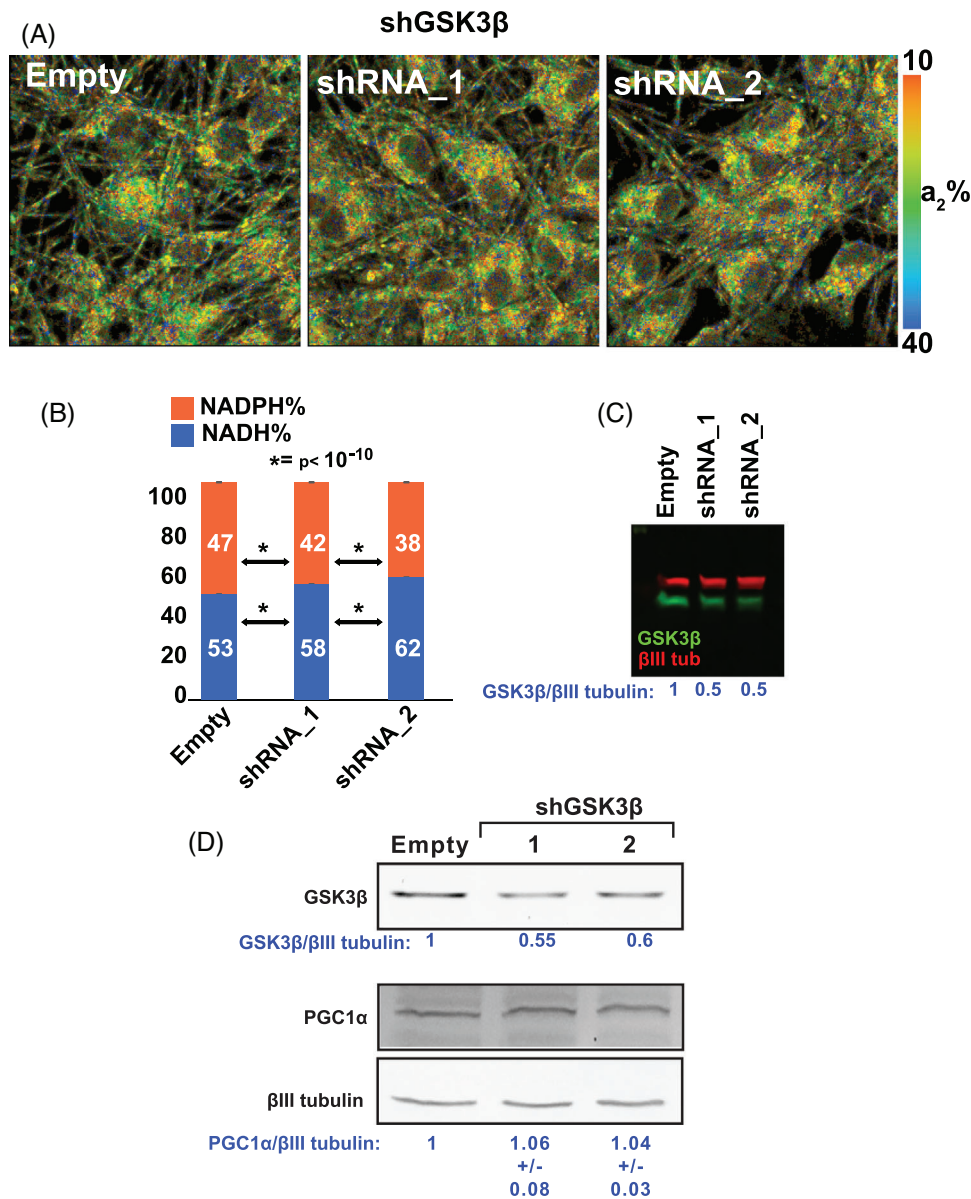 (A)
shGSK3β
Empty
shRNA_1
shRNA_2
10
a2%
40
(B)
NADPH%
NADH%
*= p< 10-10
100
80
60
40
20
0
47
42
38
* *
* *
53
58
62
Empty
shRNA_1
shRNA_2
(C)
Empty
shRNA_1
shRNA_2
GSK3β
βIII tub
GSK3β/βIII tubulin: 1 0.5 0.5
(D)
shGSK3β
Empty 1 2
GSK3β
GSK3β/βIII tubulin: 1 0.55 0.6
PGC1α
βIII tubulin
PGC1α/βIII tubulin: 1 1.06 1.04
+/- +/-
0.08 0.03